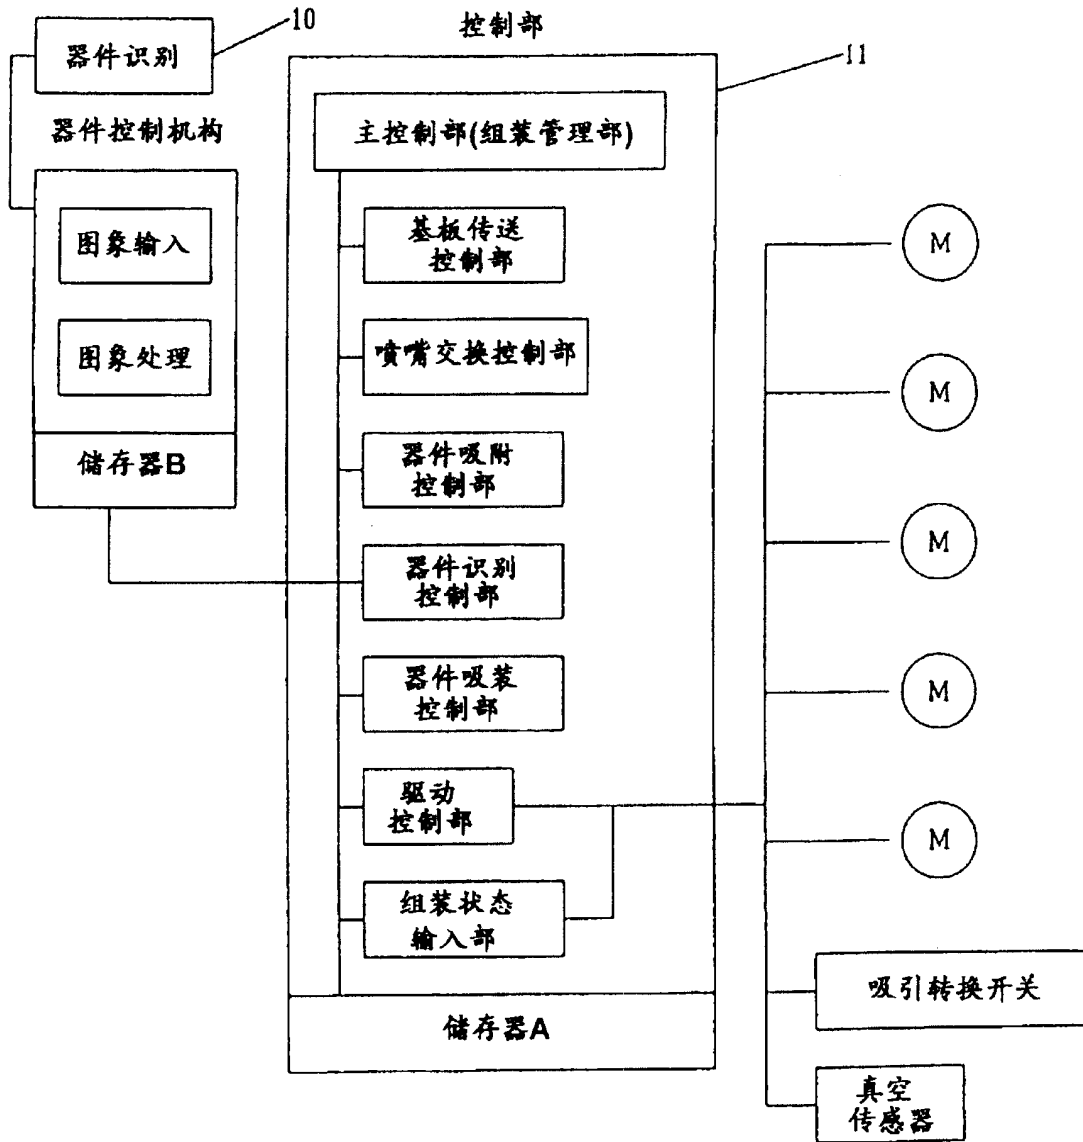 10
器件识别
器件控制机构
图象输入
图象处理
储存器B
控制部
11
主控制部(组装管理部)
基板传送
控制部
喷嘴交换控制部
器件吸附
控制部
器件识别
控制部
器件吸装
控制部
驱动
控制部
组装状态
输入部
储存器A
M
M
M
M
M
吸引转换开关
真空
传感器